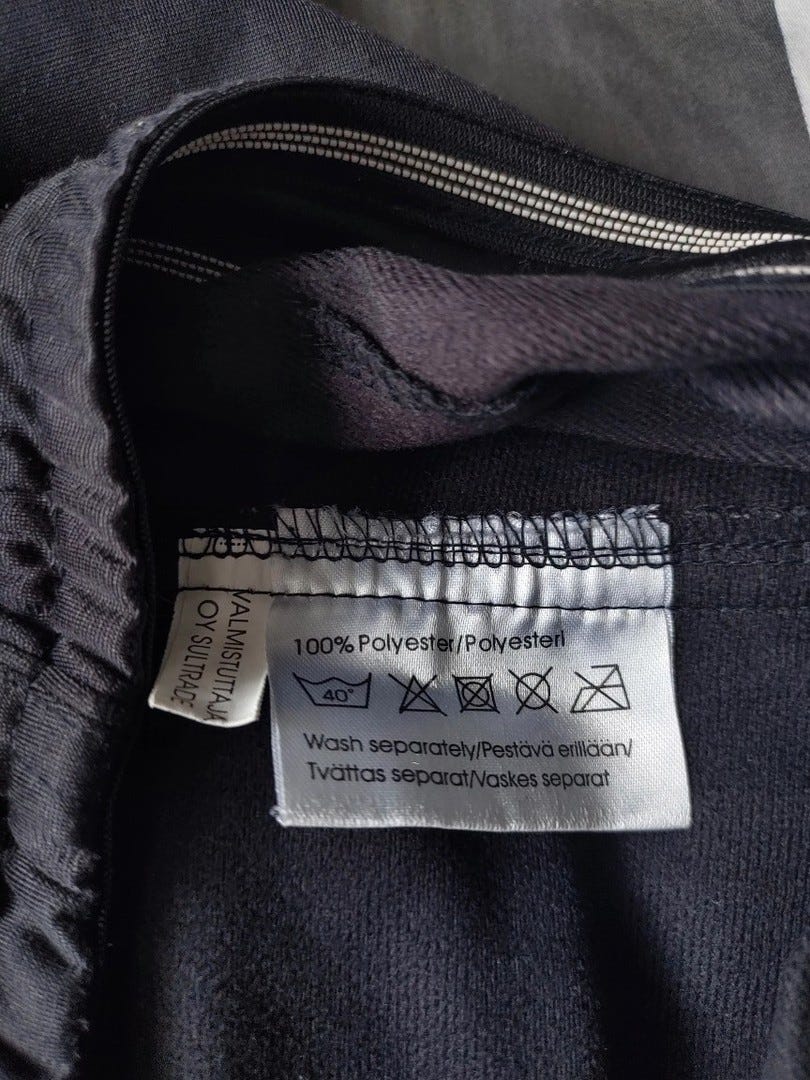 VALMISTUTTAJA
OY SULTRADE
100% Polyester/Polyesteri
40°
Wash separately/Pestävä erillään/
Tvättas separat/Vaskes separat